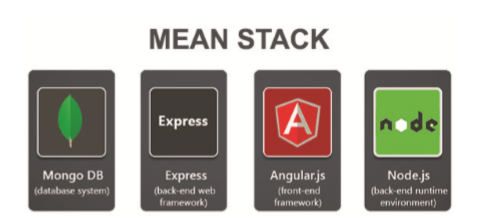 MEAN STACK
Express
node
Mongo DB
(database system)
Express
(back-end web
framework)
Angular.js
(front-end
framework)
Node.js
(back-end runtime
environment)